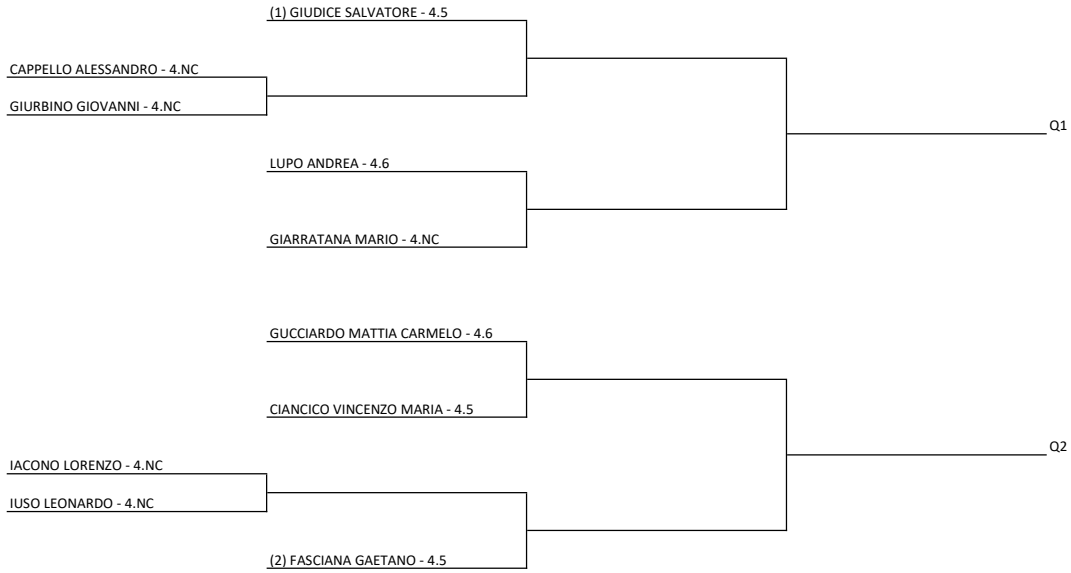 (1) GIUDICE SALVATORE - 4.5
CAPPELLO ALESSANDRO - 4.NC
GIURBINO GIOVANNI - 4.NC
Q1
LUPO ANDREA - 4.6
GIARRATANA MARIO - 4.NC
GUCCIARDO MATTIA CARMELO - 4.6
CIANCICO VINCENZO MARIA - 4.5
Q2
IACONO LORENZO - 4.NC
IUSO LEONARDO - 4.NC
(2) FASCIANA GAETANO - 4.5